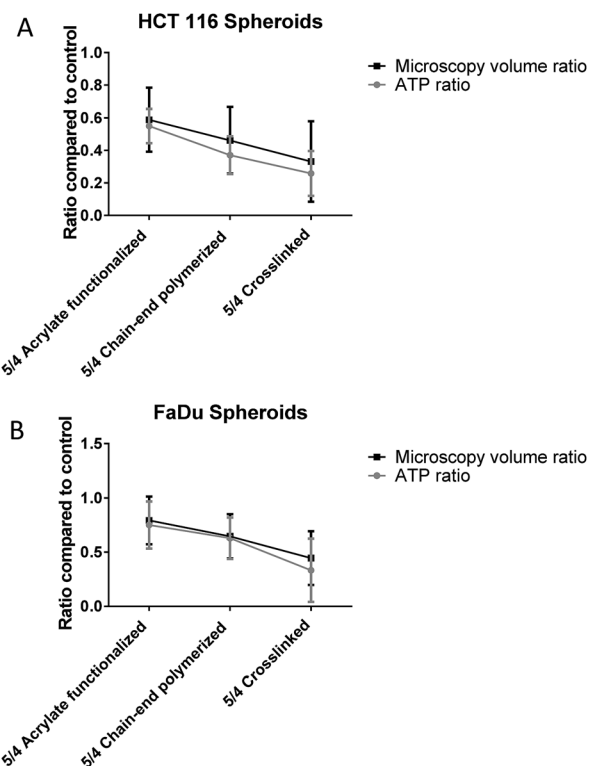 A
HCT 116 Spheroids
Ratio compared to control
1.0
0.8
0.6
0.4
0.2
0.0
5/4 Acrylate functionalized
5/4 Chain-end polymerized
5/4 Crosslinked
Microscopy volume ratio
ATP ratio
B
FaDu Spheroids
Ratio compared to control
1.5
1.0
0.5
0.0
5/4 Acrylate functionalized
5/4 Chain-end polymerized
5/4 Crosslinked
Microscopy volume ratio
ATP ratio